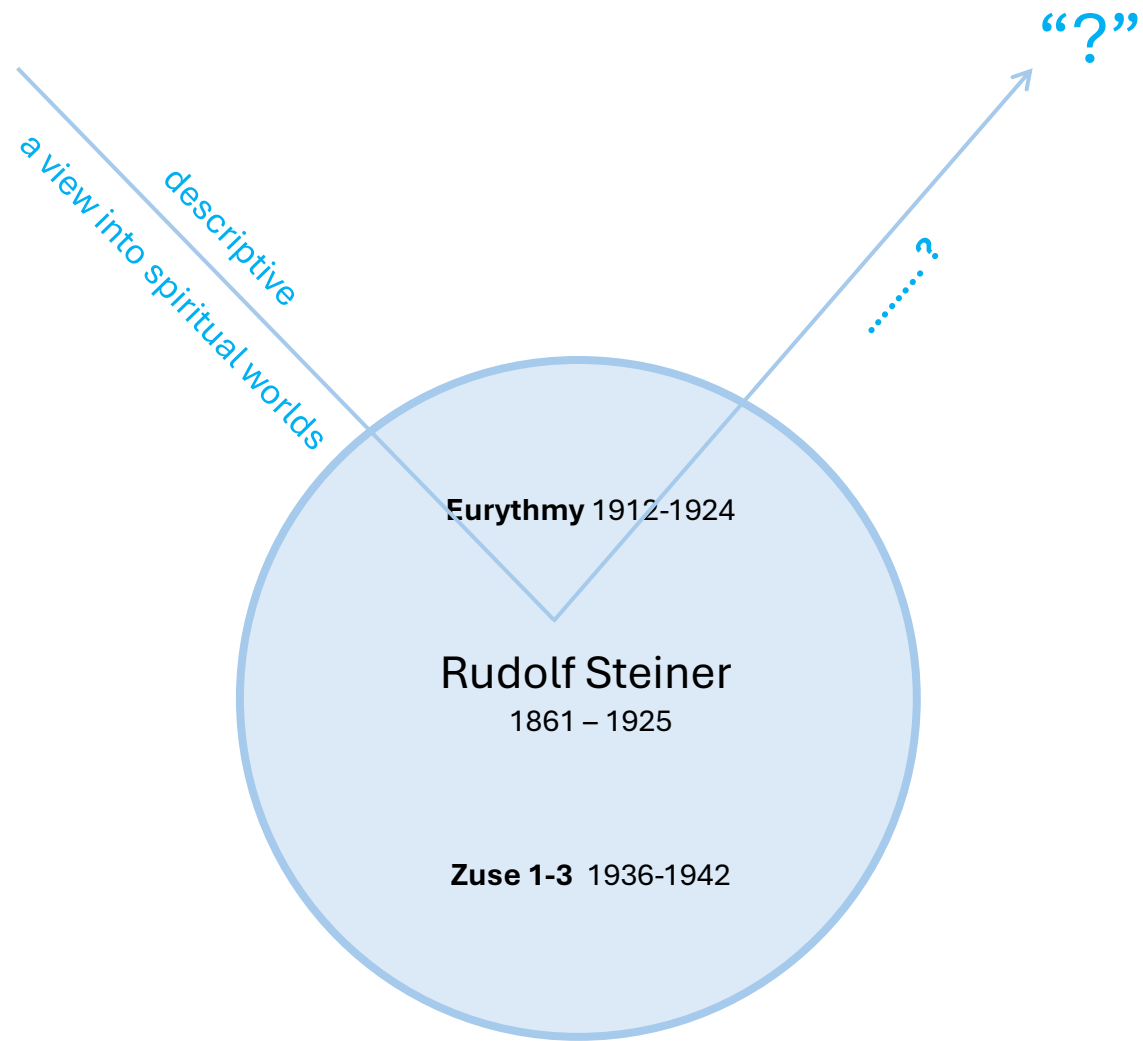 “?”
descriptive
a view into spiritual worlds
........?
Eurythmy 1912-1924
Rudolf Steiner
1861 – 1925
Zuse 1-3 1936-1942